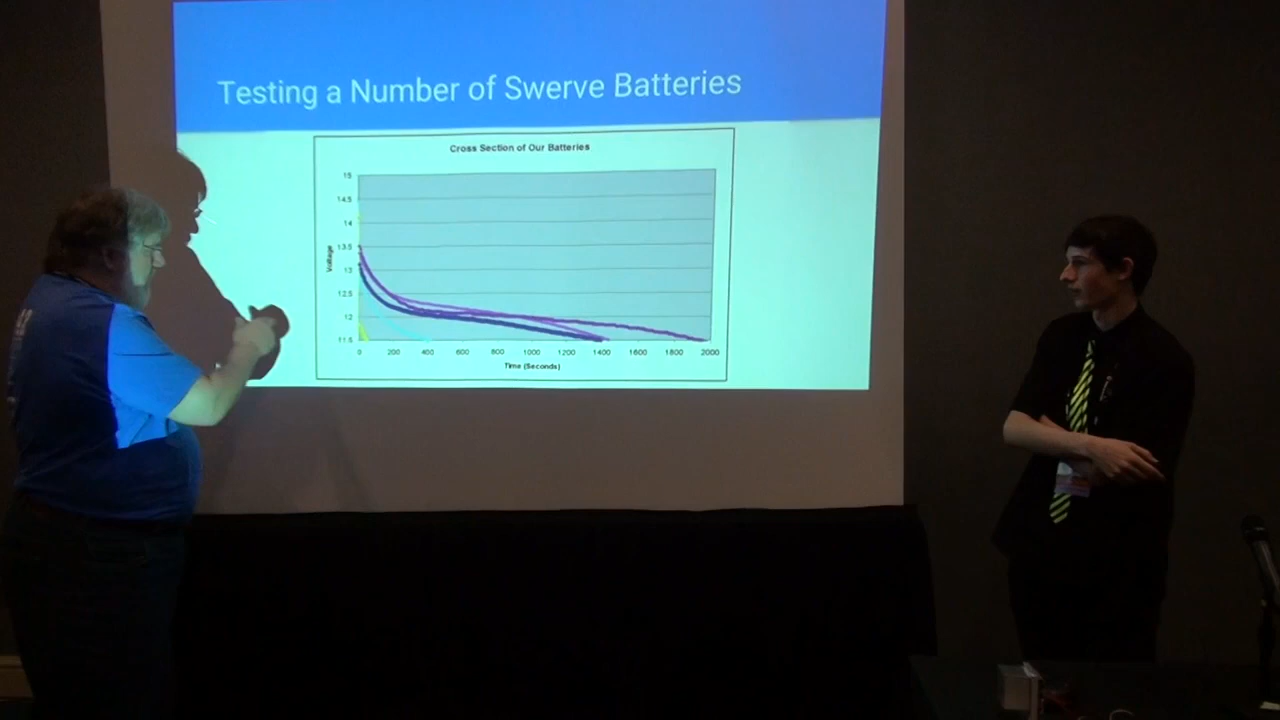 Testing a Number of Swerve Batteries
Cross Section of Our Batteries
15
14.5
14
13.5
13
12.5
12
11.5
Voltage
0 200 400 600 800 1000 1200 1400 1600 1800 2000
Time (Seconds)